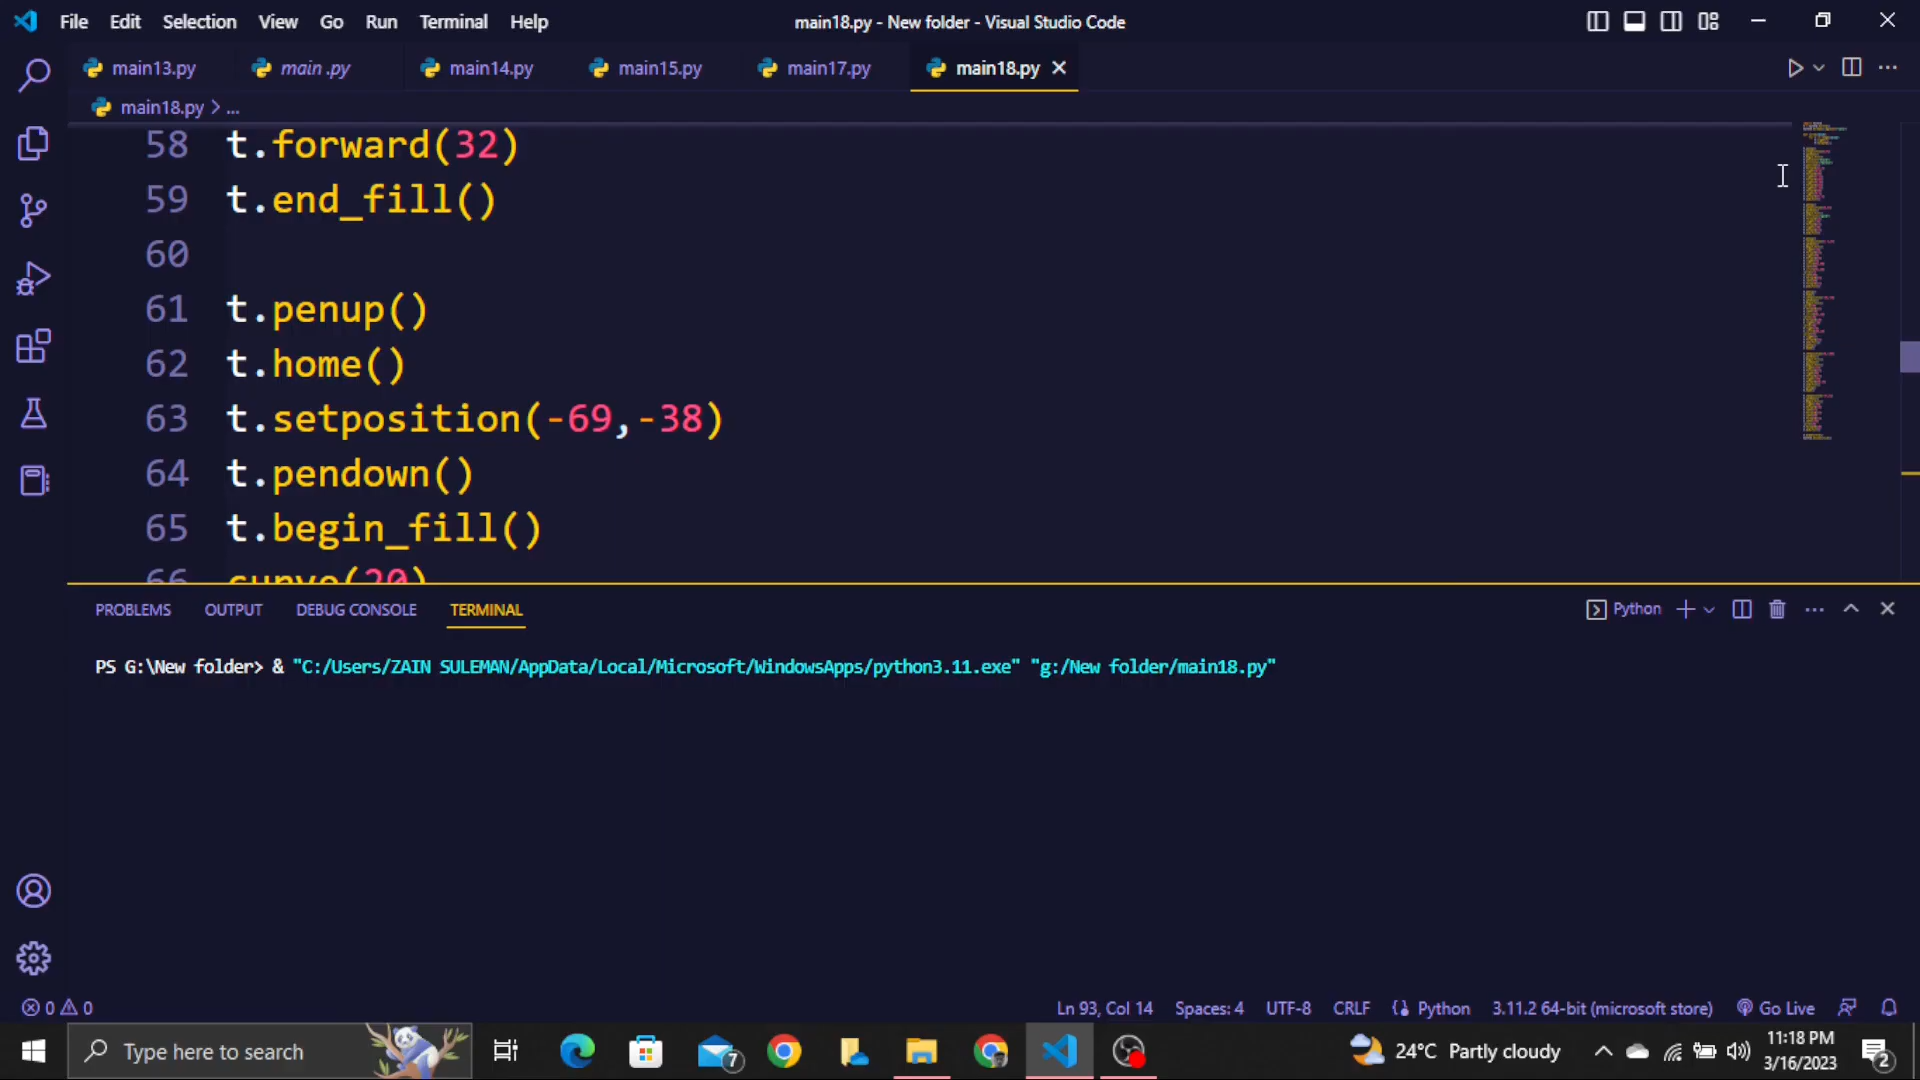 File Edit Selection View Go Run Terminal Help
main18.py - New folder - Visual Studio Code
main13.py main .py main14.py main15.py main17.py main18.py
main18.py > ...
58 t.forward(32)
59 t.end_fill()
60
61 t.penup()
62 t.home()
63 t.setposition(-69,-38)
64 t.pendown()
65 t.begin_fill()
66 curve(20)
PROBLEMS OUTPUT DEBUG CONSOLE TERMINAL
Python
PS G:\New folder> & "C:/Users/ZAIN SULEMAN/AppData/Local/Microsoft/WindowsApps/python3.11.exe" "g:/New folder/main18.py"
0 0 Ln 93, Col 14 Spaces: 4 UTF-8 CRLF Python 3.11.2 64-bit (microsoft store) Go Live
Type here to search
7
24°C Partly cloudy
11:18 PM
3/16/2023
2